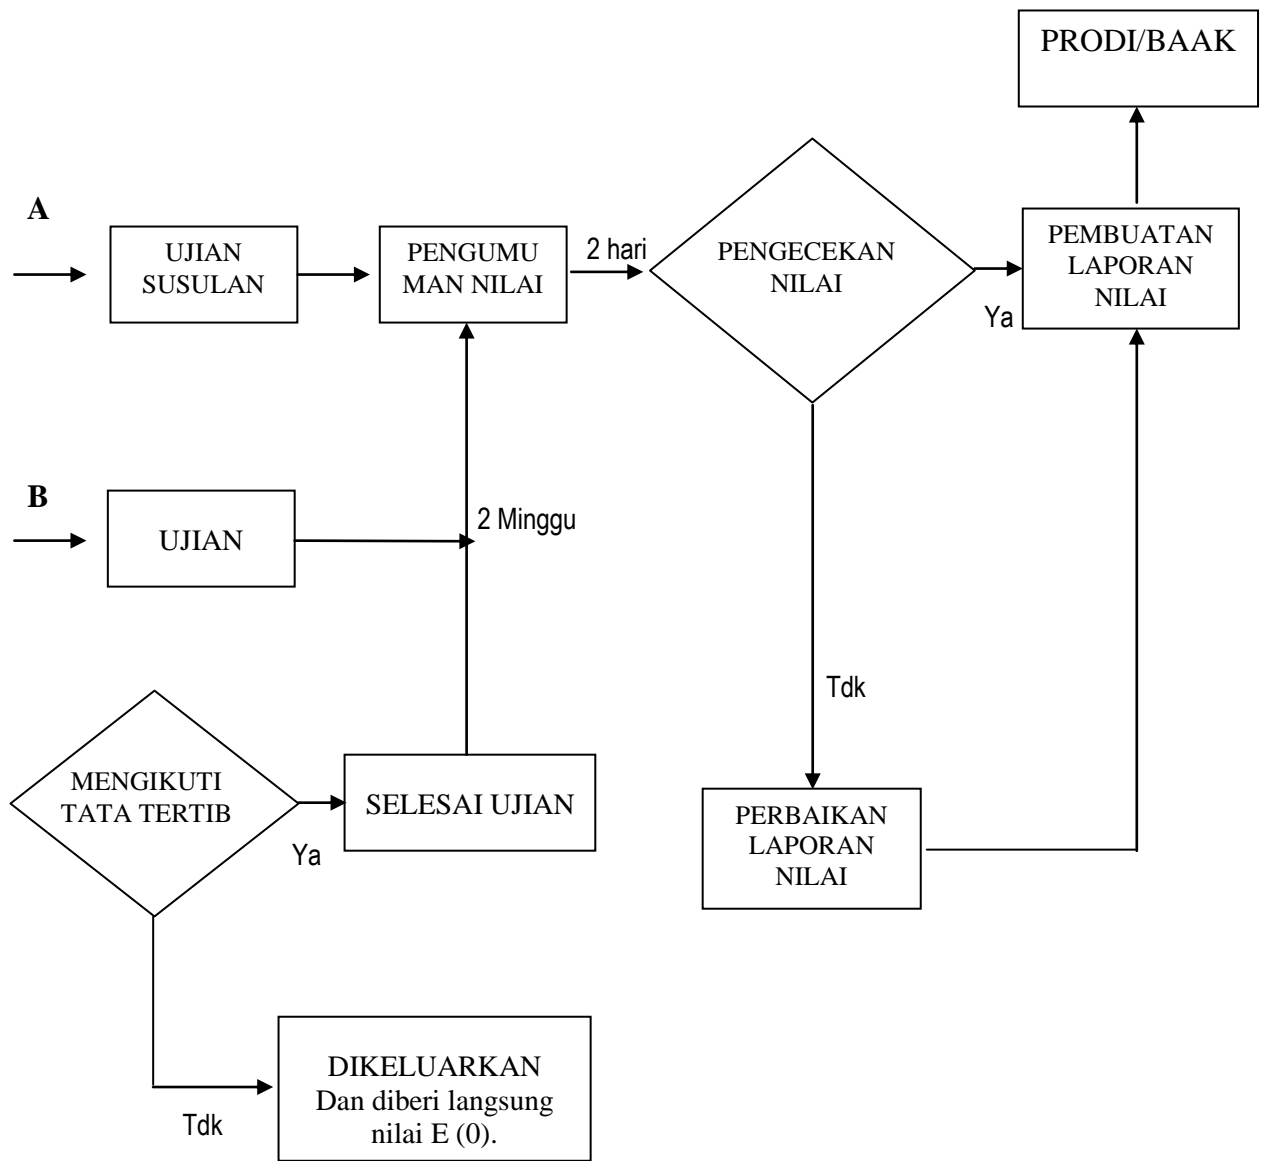 PRODI/BAAK
A
UJIAN
SUSULAN
PENGUMU
MAN NILAI
2 hari
PENGECEKAN
NILAI
Ya
PEMBUATAN
LAPORAN
NILAI
B
UJIAN
2 Minggu
Tdk
MENGIKUTI
TATA TERTIB
Ya
SELESAI UJIAN
PERBAIKAN
LAPORAN
NILAI
Tdk
DIKELUARKAN
Dan diberi langsung
nilai E (0).